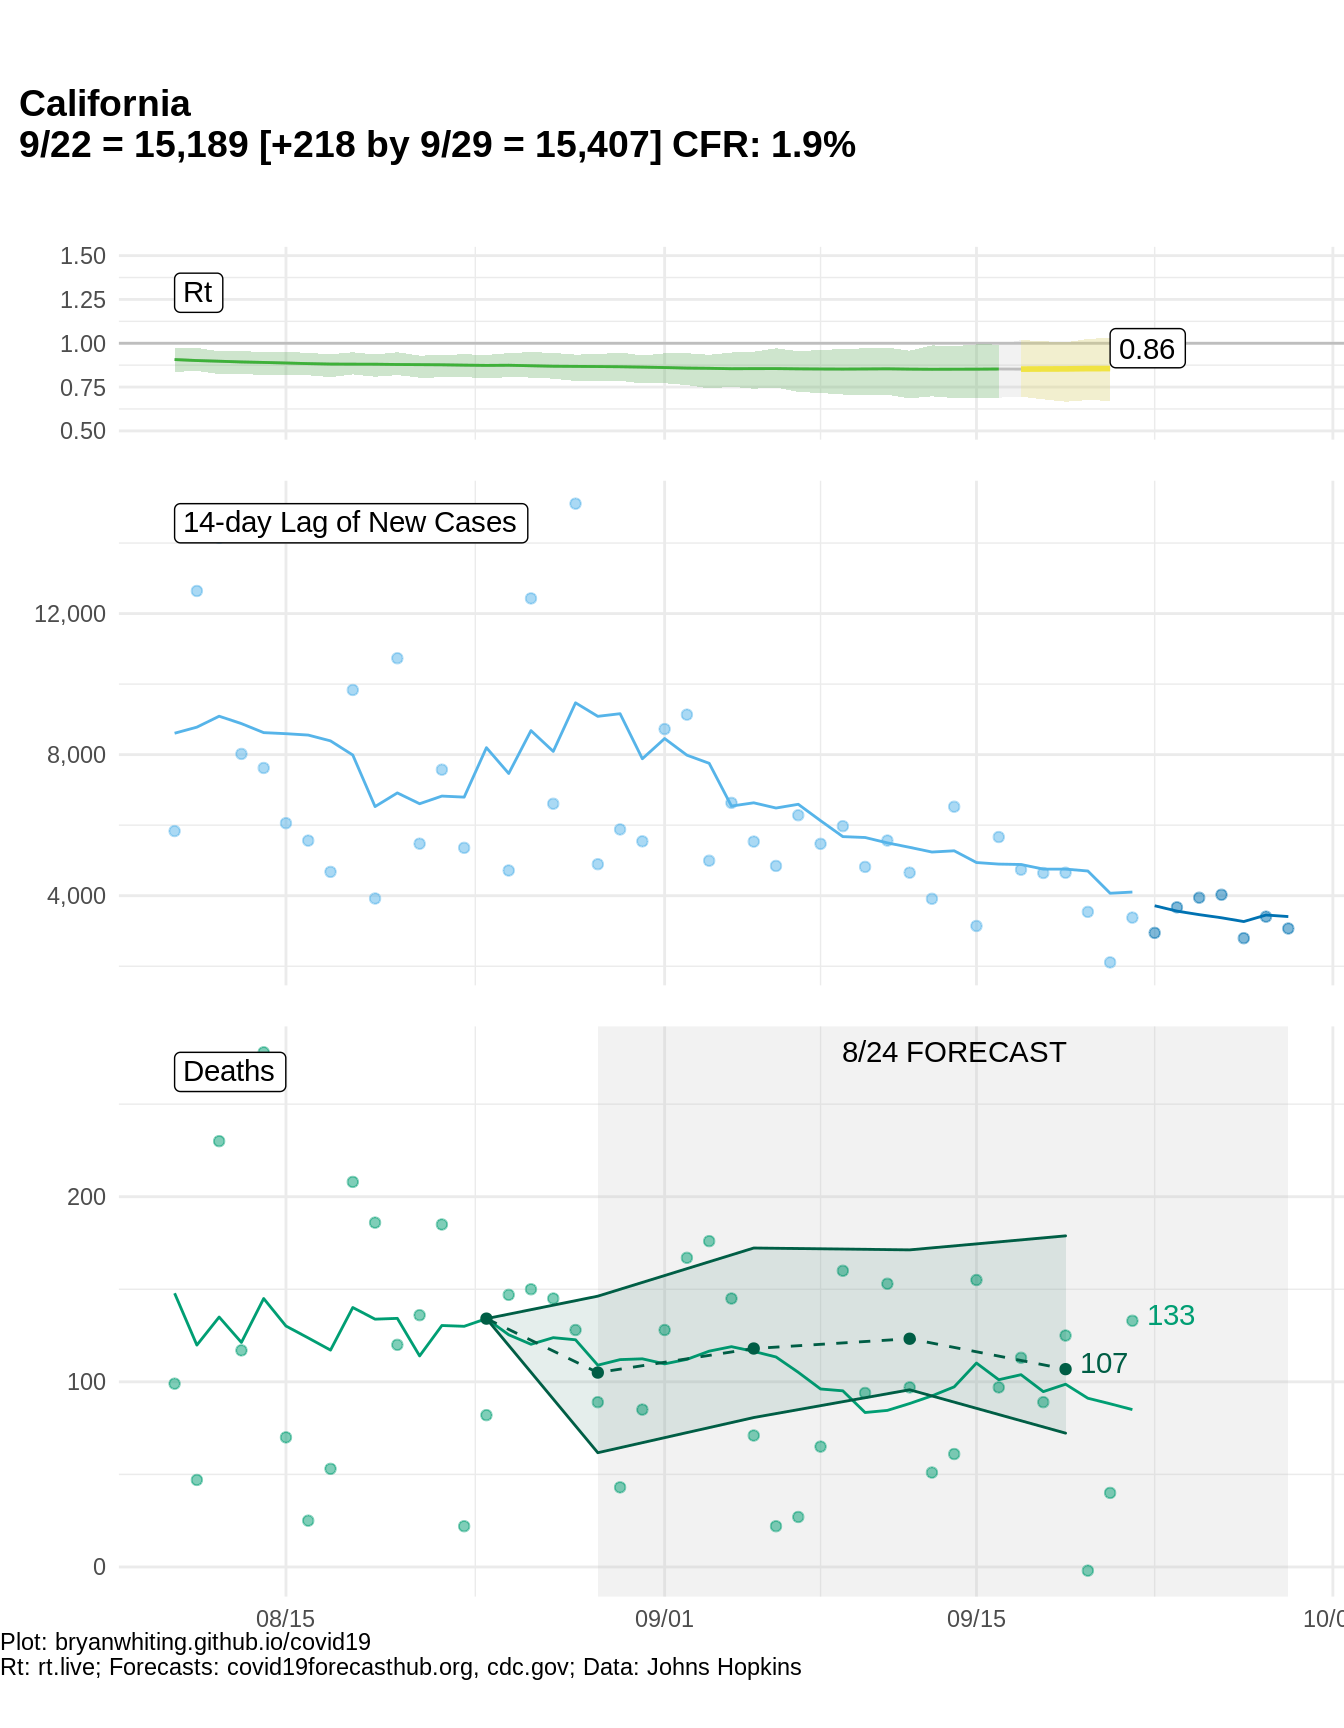 California
9/22 = 15,189 [+218 by 9/29 = 15,407] CFR: 1.9%
1.50
1.25
1.00
0.75
0.50
Rt
0.86
14-day Lag of New Cases
12,000
8,000
4,000
Deaths
8/24 FORECAST
200
100
0
133
107
08/15
09/01
09/15
10/0
Plot: bryanwhiting.github.io/covid19
Rt: rt.live; Forecasts: covid19forecasthub.org, cdc.gov; Data: Johns Hopkins